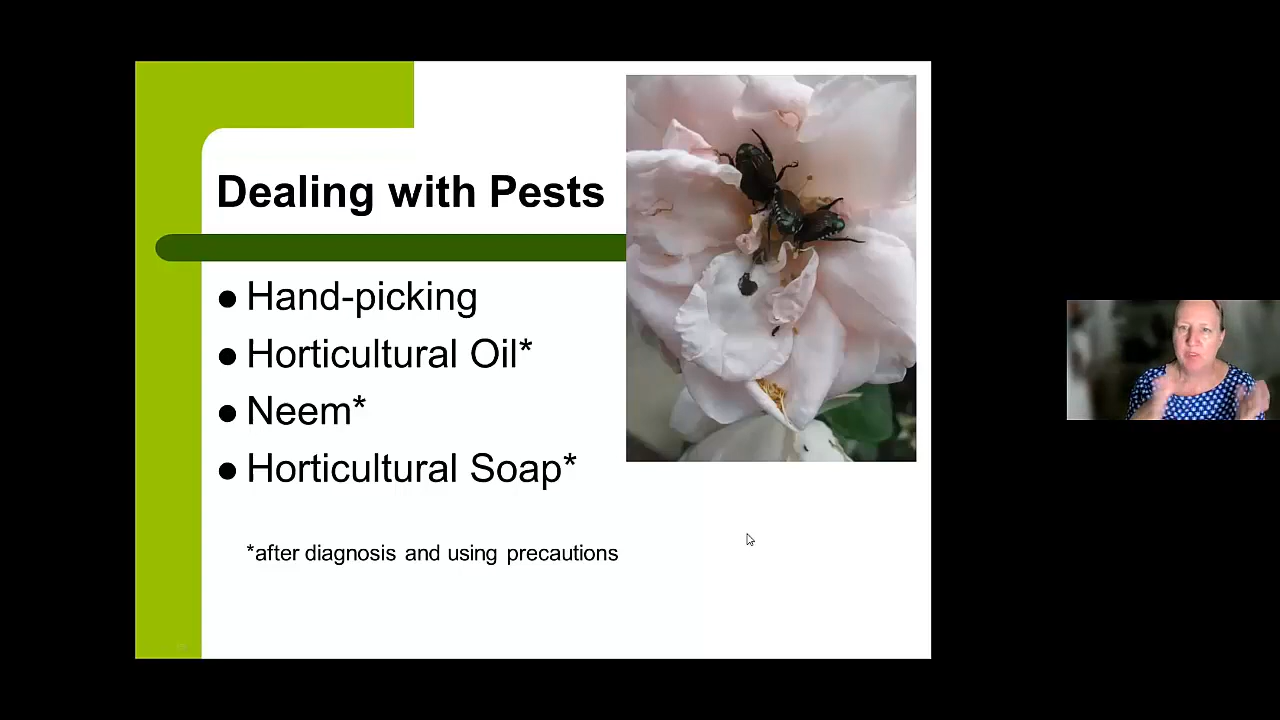 Dealing with Pests
● Hand-picking
● Horticultural Oil*
● Neem*
● Horticultural Soap*
*after diagnosis and using precautions